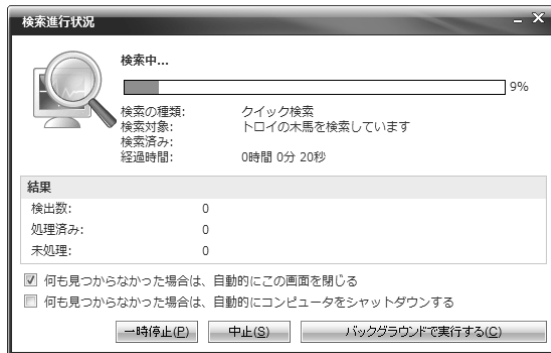 検索進行状況
検索中...
9%
検索の種類: クイック検索
検索対象: トロイの木馬を検索しています
検索済み:
経過時間: 0時間 0分 20秒
結果
検出数: 0
処理済み: 0
未処理: 0
何も見つからなかった場合は、自動的にこの画面を閉じる
何も見つからなかった場合は、自動的にコンピュータをシャットダウンする
一時停止(P) 中止(S) バックグラウンドで実行する(C)